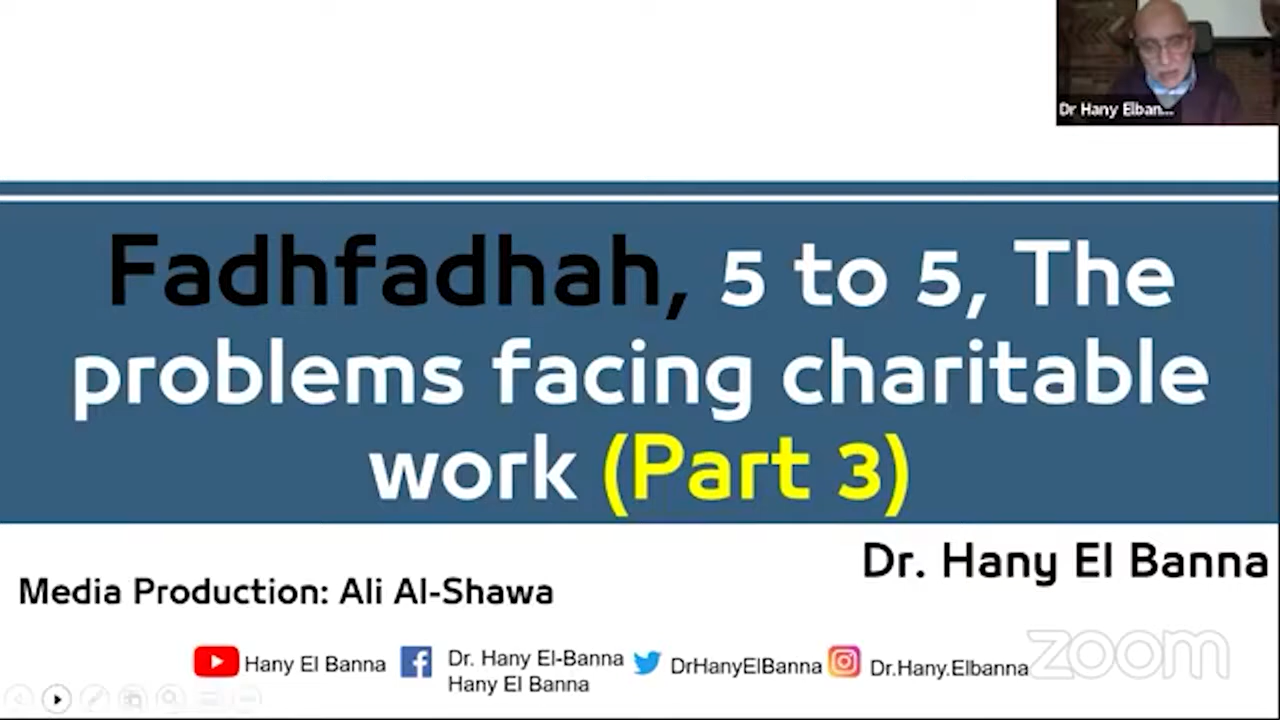 Dr Hany Elban...
Fadhfadhah, 5 to 5, The
problems facing charitable
work (Part 3)
Dr. Hany El Banna
Media Production: Ali Al-Shawa
Hany El Banna
Dr. Hany El-Banna
Hany El Banna
DrHanyElBanna
Dr.Hany.Elbanna
zoom